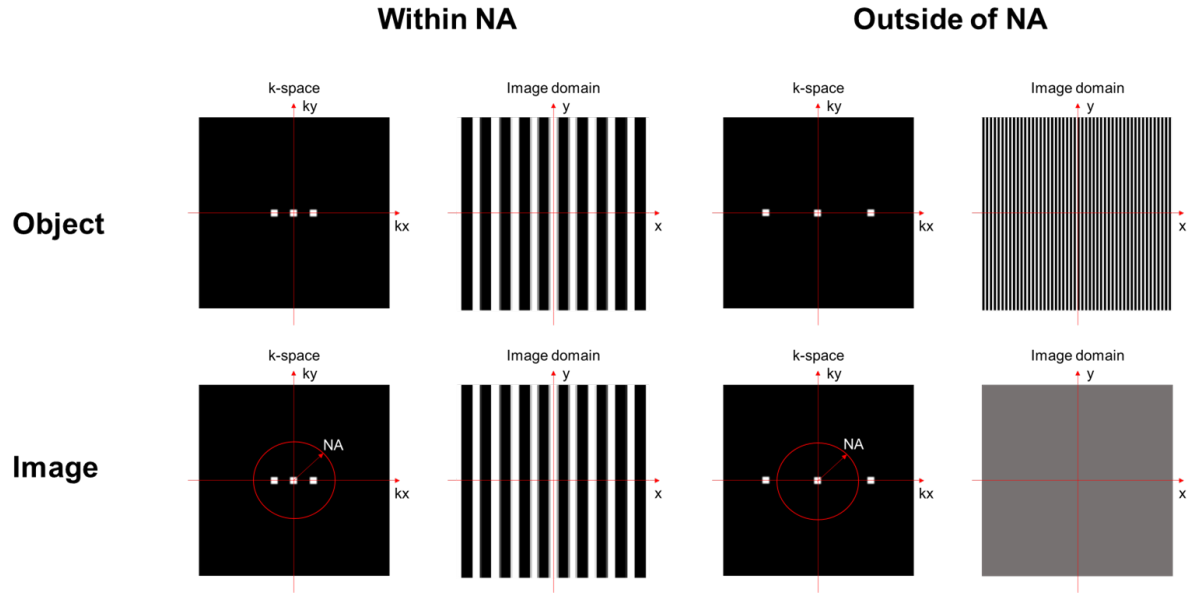 Within NA
Outside of NA
k-space
Image domain
k-space
Image domain
ky
y
ky
y
Object
kx
x
kx
x
k-space
Image domain
k-space
Image domain
ky
y
ky
y
NA
NA
Image
kx
x
kx
x